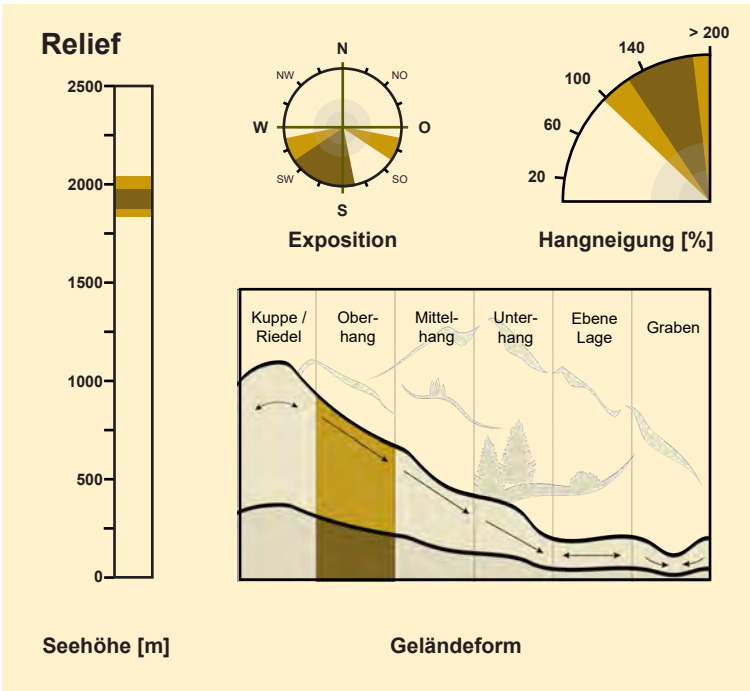 Relief
2500
2000
1500
1000
500
0
Seehöhe [m]
N
NW
NO
W
O
SW
SO
S
Exposition
20
60
100
140
> 200
Hangneigung [%]
Kuppe /
Riedel
Ober-
hang
Mittel-
hang
Unter-
hang
Ebene
Lage
Graben
Geländeform